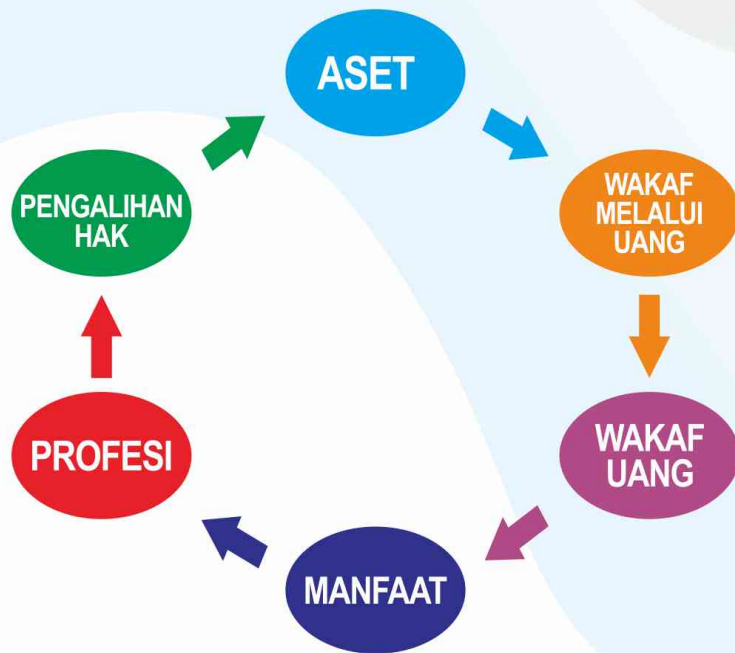 ASET
WAKAF
MELALUI
UANG
WAKAF
UANG
MANFAAT
PROFESI
PENGALIHAN
HAK